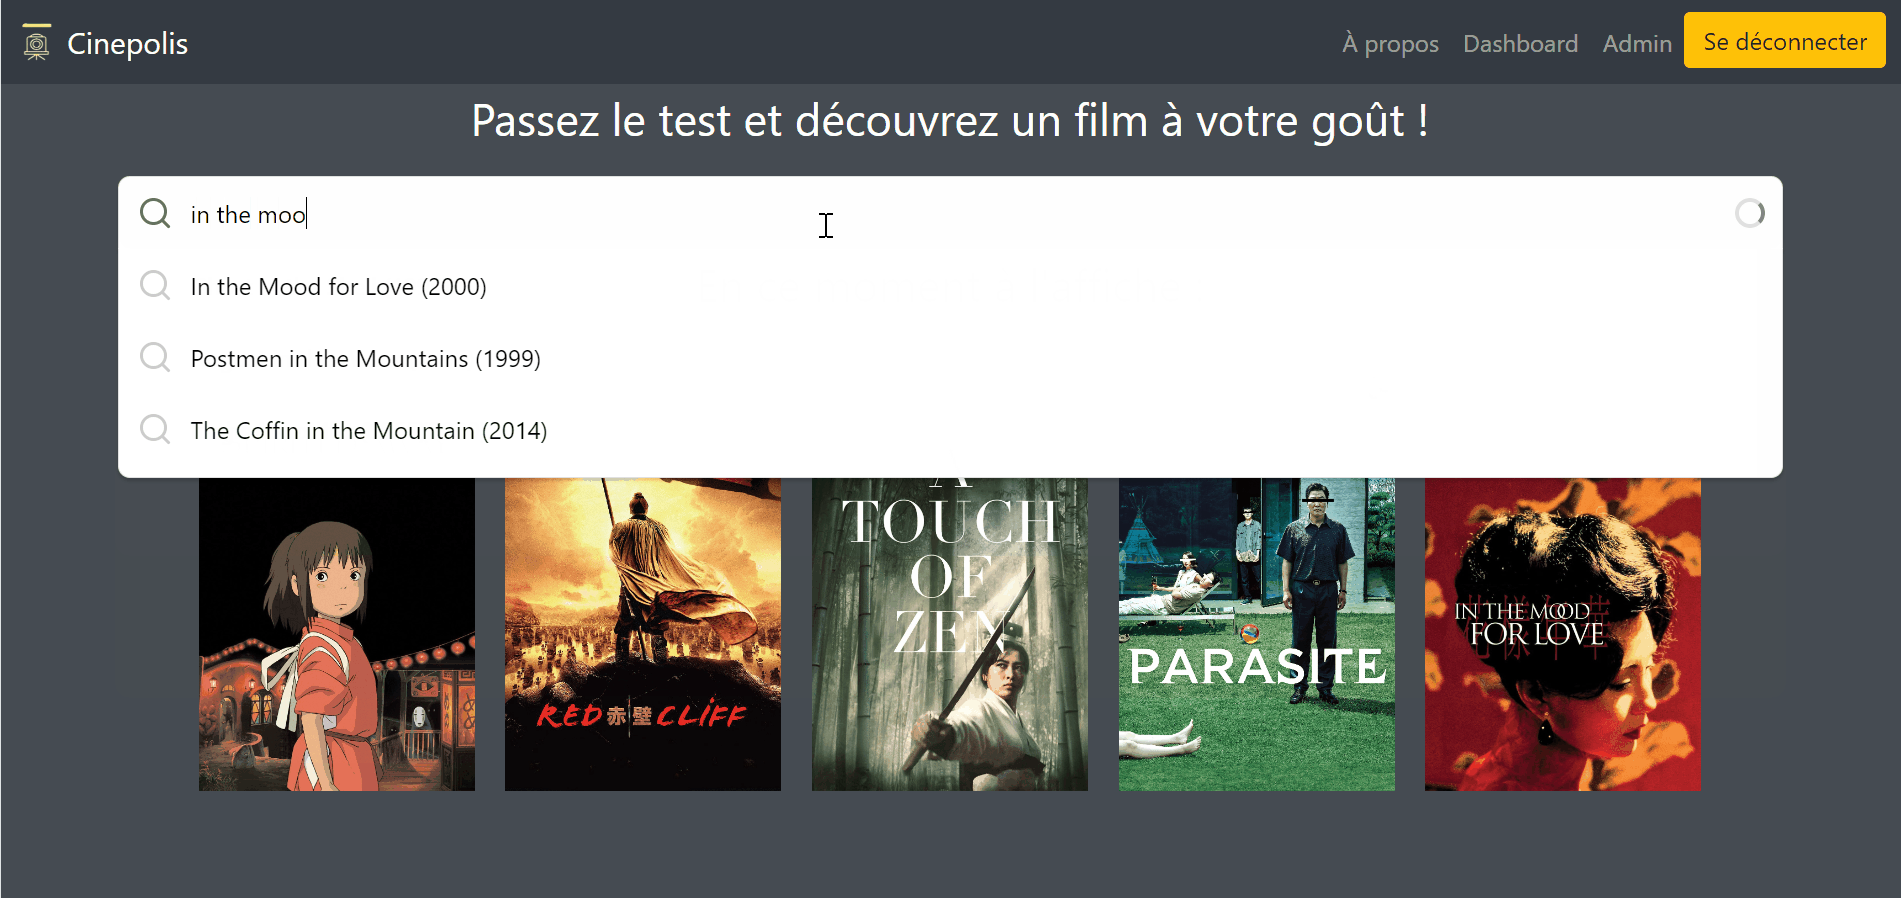 Cinepolis
À propos Dashboard Admin Se déconnecter
Passez le test et découvrez un film à votre goût !
in the moo
In the Mood for Love (2000)
Postmen in the Mountains (1999)
The Coffin in the Mountain (2014)
A
TOUCH
OF
ZEN
RED 赤壁 CLIFF
PARASITE
IN THE MOOD
FOR LOVE